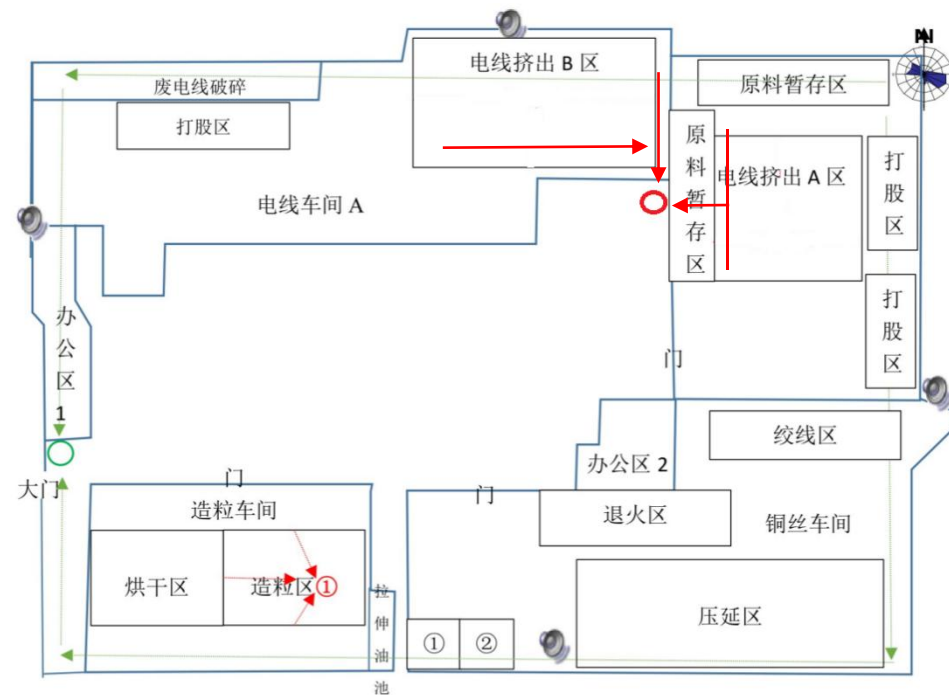 电线挤出 B 区
N
废电线破碎
原料暂存区
打股区
原料暂存区
电线挤出 A 区
打股区
电线车间 A
打股区
办公区1
门
绞线区
办公区 2
大门
门
门
造粒车间
退火区
铜丝车间
烘干区
造粒区①
拉伸油池
压延区
①
②